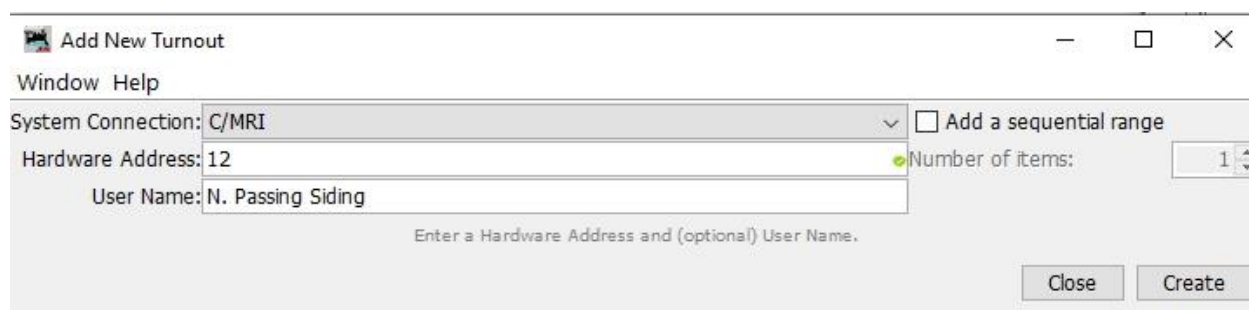 Add New Turnout
Window Help
System Connection: C/MRI Add a sequential range
Hardware Address: 12 Number of items: 1
User Name: N. Passing Siding
Enter a Hardware Address and (optional) User Name.
Close Create